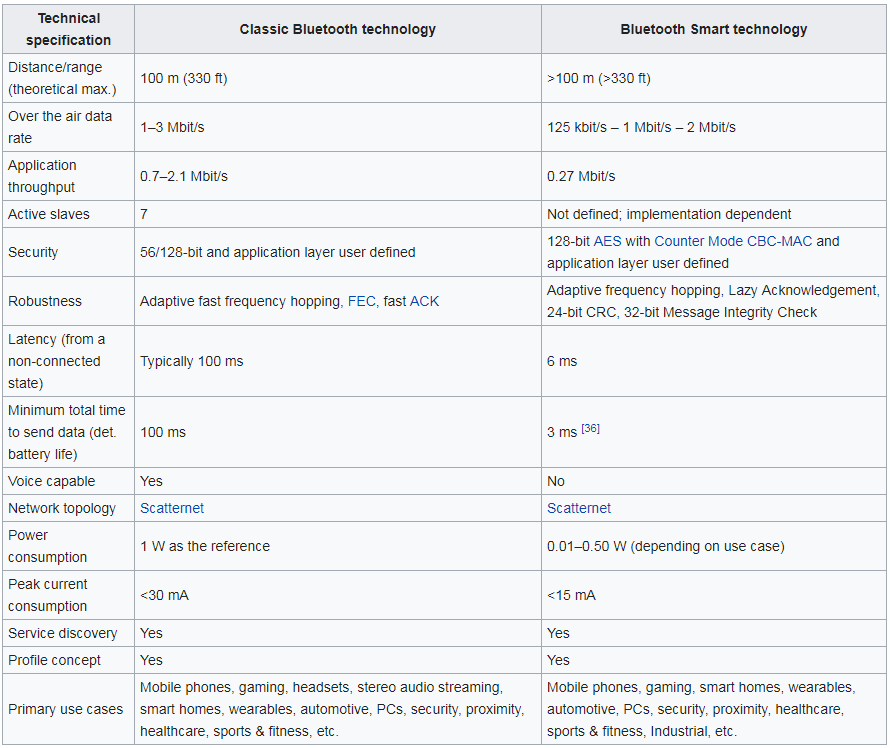 Technical specification | Classic Bluetooth technology | Bluetooth Smart technology
Distance/range (theoretical max.) | 100 m (330 ft) | >100 m (>330 ft)
Over the air data rate | 1–3 Mbit/s | 125 kbit/s – 1 Mbit/s – 2 Mbit/s
Application throughput | 0.7–2.1 Mbit/s | 0.27 Mbit/s
Active slaves | 7 | Not defined; implementation dependent
Security | 56/128-bit and application layer user defined | 128-bit AES with Counter Mode CBC-MAC and application layer user defined
Robustness | Adaptive fast frequency hopping, FEC, fast ACK | Adaptive frequency hopping, Lazy Acknowledgement, 24-bit CRC, 32-bit Message Integrity Check
Latency (from a non-connected state) | Typically 100 ms | 6 ms
Minimum total time to send data (det. battery life) | 100 ms | 3 ms [36]
Voice capable | Yes | No
Network topology | Scatternet | Scatternet
Power consumption | 1 W as the reference | 0.01–0.50 W (depending on use case)
Peak current consumption | <30 mA | <15 mA
Service discovery | Yes | Yes
Profile concept | Yes | Yes
Primary use cases | Mobile phones, gaming, headsets, stereo audio streaming, smart homes, wearables, automotive, PCs, security, proximity, healthcare, sports & fitness, etc. | Mobile phones, gaming, smart homes, wearables, automotive, PCs, security, proximity, healthcare, sports & fitness, Industrial, etc.